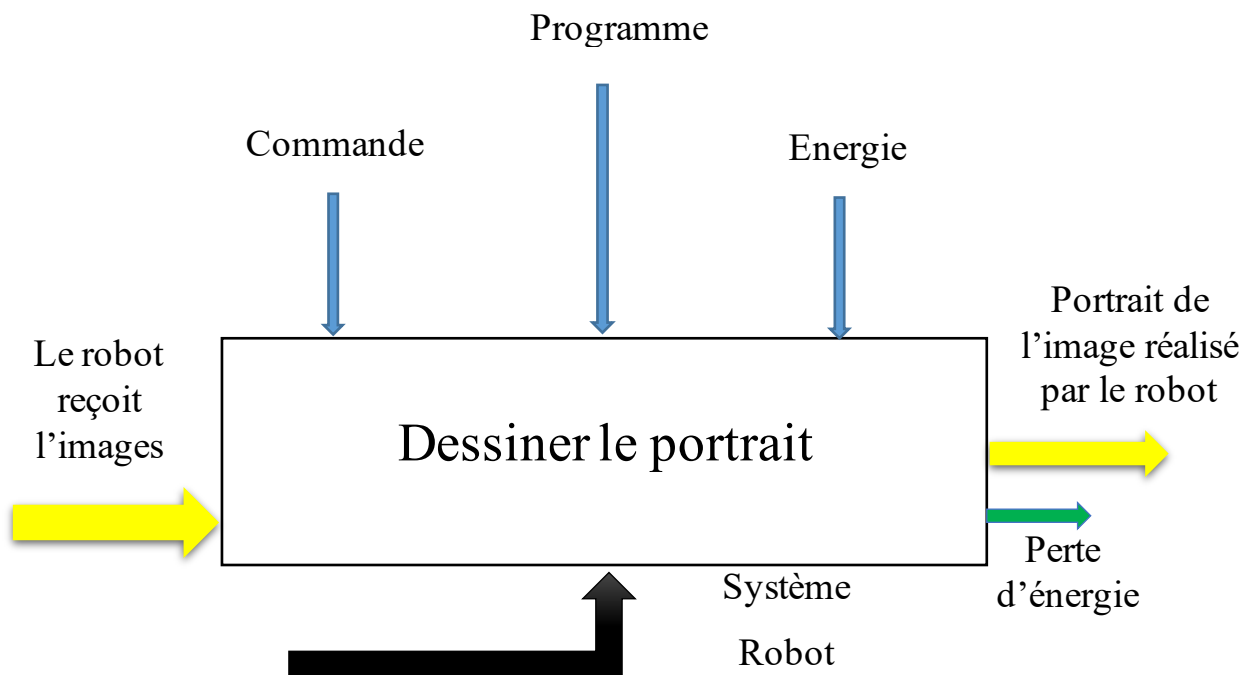 Programme
Commande
Energie
Le robot
reçoit
l’images
Dessiner le portrait
Portrait de
l’image réalisé
par le robot
Perte
d’énergie
Système
Robot